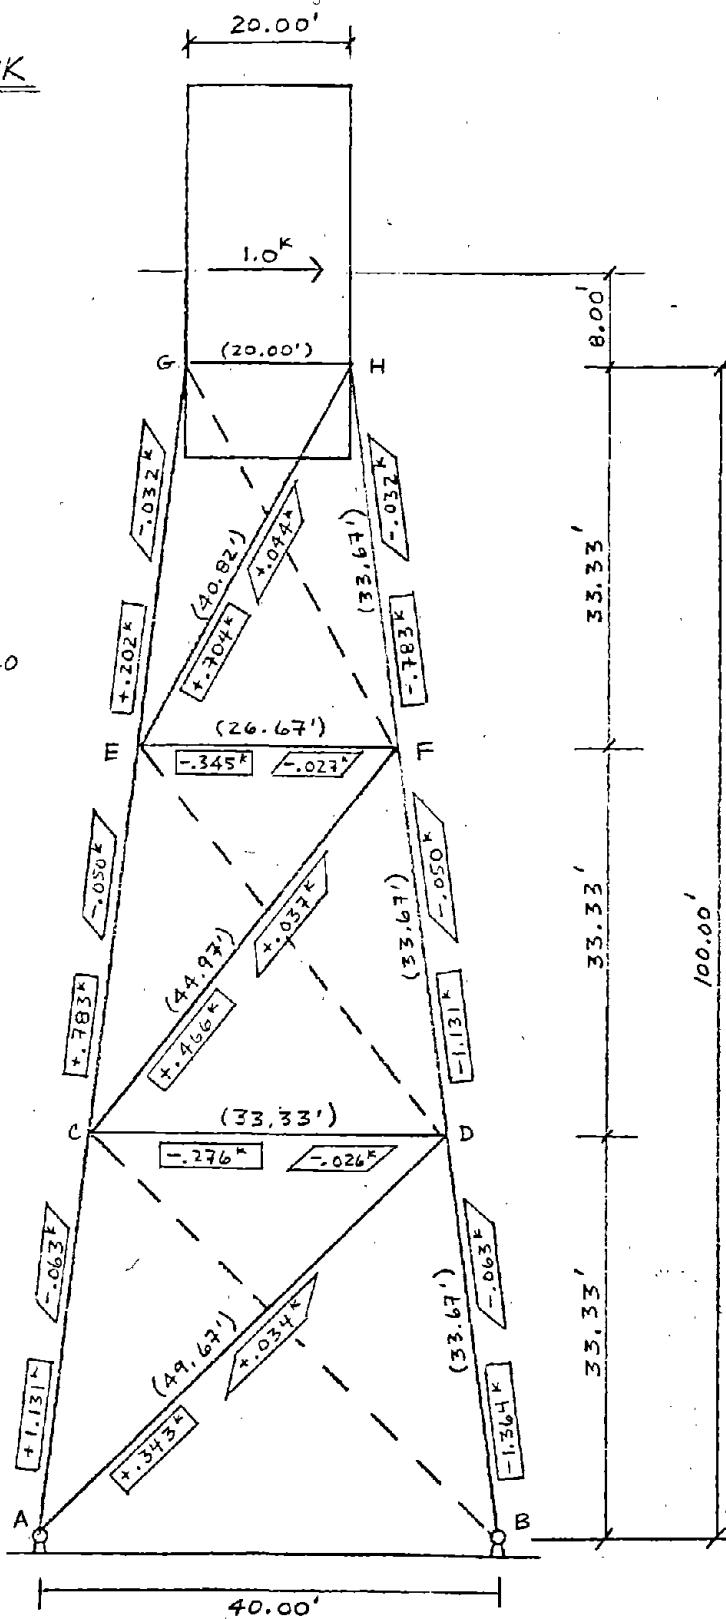 20.00'
K
1.0ᴷ
8.00'
G
(20.00')
H
-.032ᴷ
-.032ᴷ
(40.82')
+.044ᴷ
(33.67')
33.33'
+.202ᴷ
+.704ᴷ
-.783ᴷ
E
(26.67')
F
-.345ᴷ
-.027ᴷ
-.050ᴷ
-.050ᴷ
(44.97')
+.037ᴷ
(33.67')
33.33'
100.00'
+.783ᴷ
+.466ᴷ
-1.131ᴷ
C
(33.33')
D
-.276ᴷ
-.026ᴷ
-.063ᴷ
-.063ᴷ
(49.67')
+.034ᴷ
(33.67')
33.33'
+1.131ᴷ
+.343ᴷ
-1.364ᴷ
A
B
40.00'